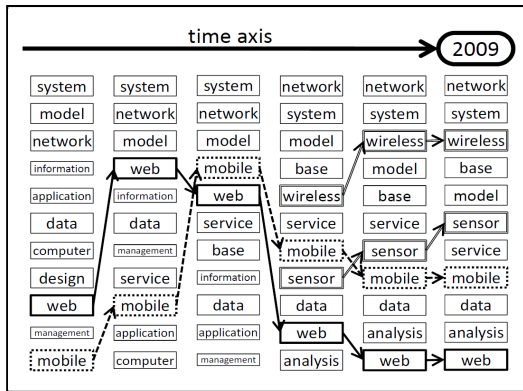 time axis 2009
system system system network network network
model network network system system system
network model model model wireless wireless
information web mobile base model base
application information web wireless base model
data data service service service sensor
computer management base mobile sensor service
design service information sensor mobile mobile
web mobile data data data data
management application application web analysis analysis
mobile computer management analysis web web